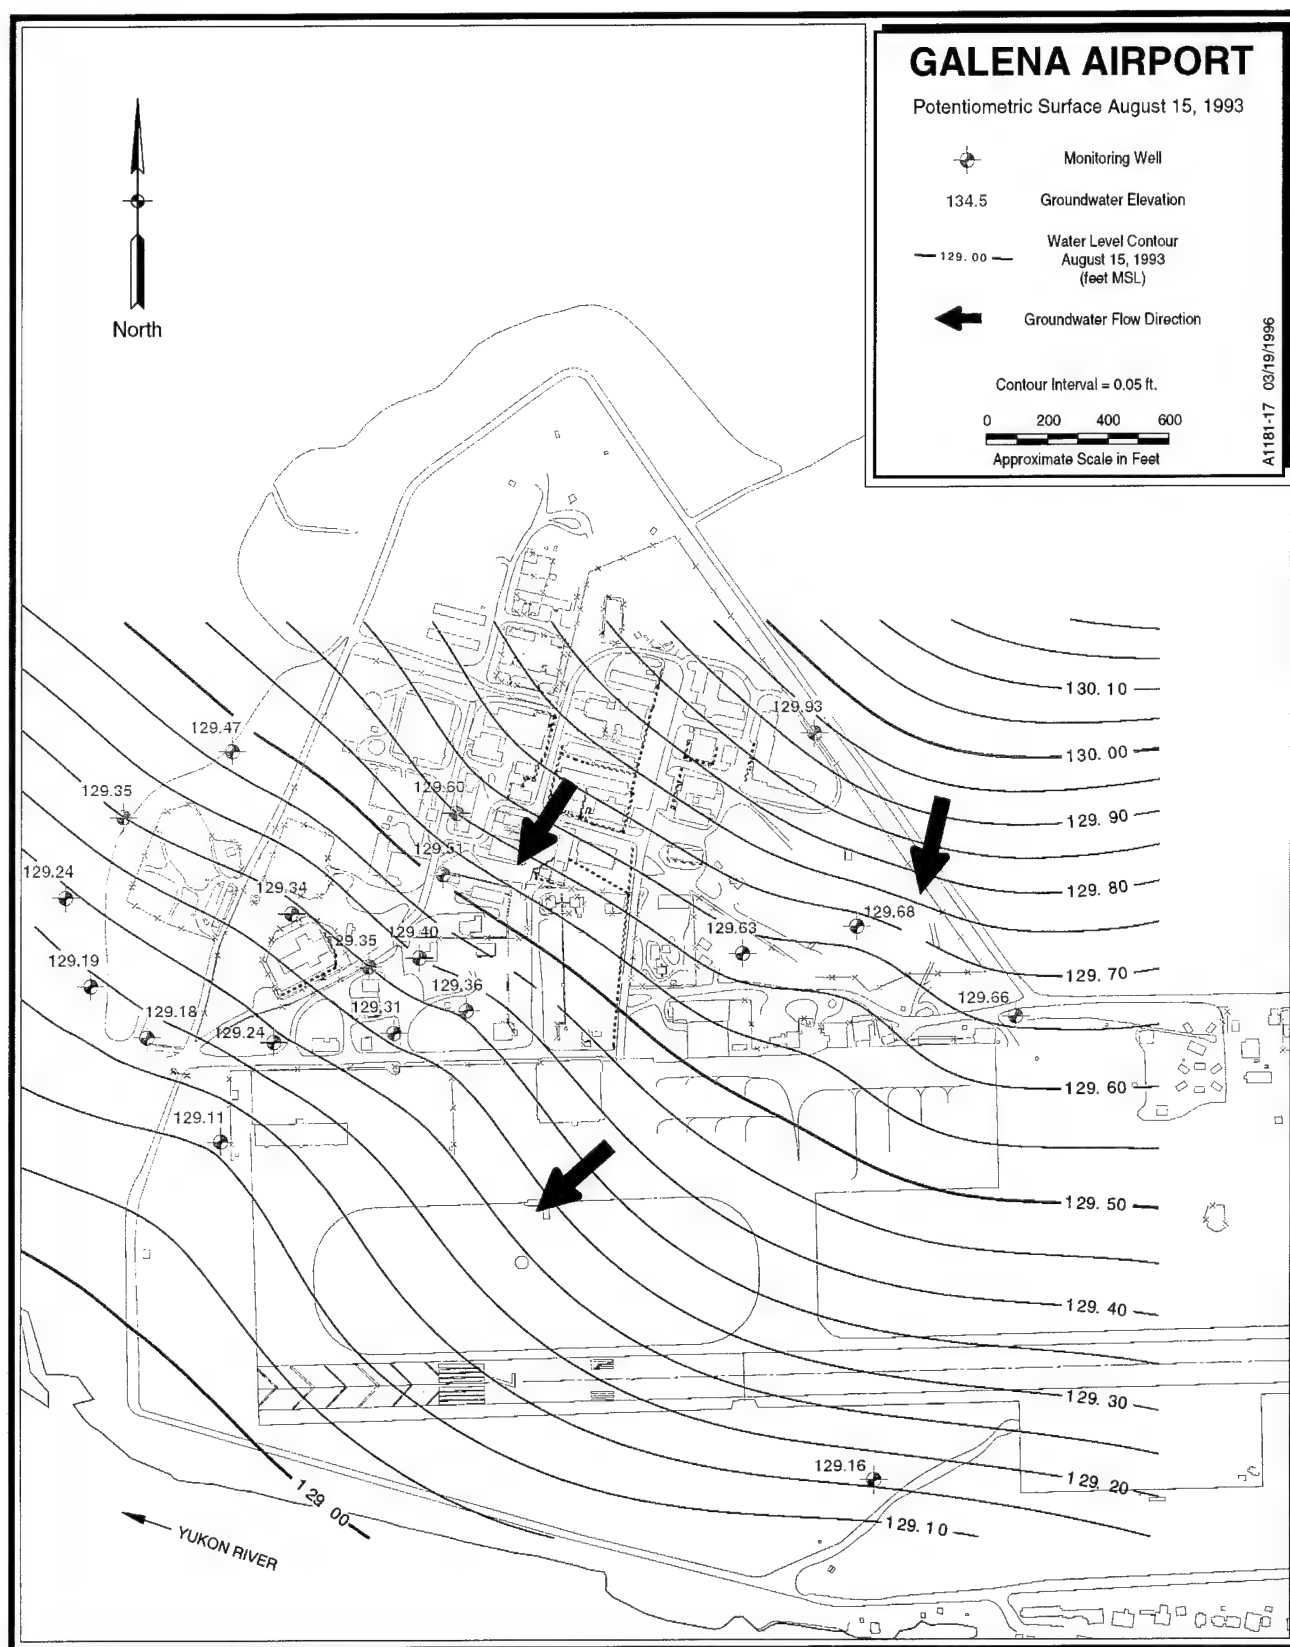 GALENA AIRPORT
Potentiometric Surface August 15, 1993
Monitoring Well
134.5 Groundwater Elevation
129.00 Water Level Contour
August 15, 1993
(feet MSL)
Groundwater Flow Direction
Contour Interval = 0.05 ft.
0 200 400 600
Approximate Scale in Feet
A1181-17 03/19/1996
North
130.10
129.93
129.47
130.00
129.35
129.60
129.90
129.51
129.24
129.80
129.34
129.68
129.63
129.40
129.35
129.19
129.70
129.36
129.66
129.31
129.18
129.24
129.60
129.11
129.50
129.40
129.30
129.16
129.20
129.00
129.10
YUKON RIVER